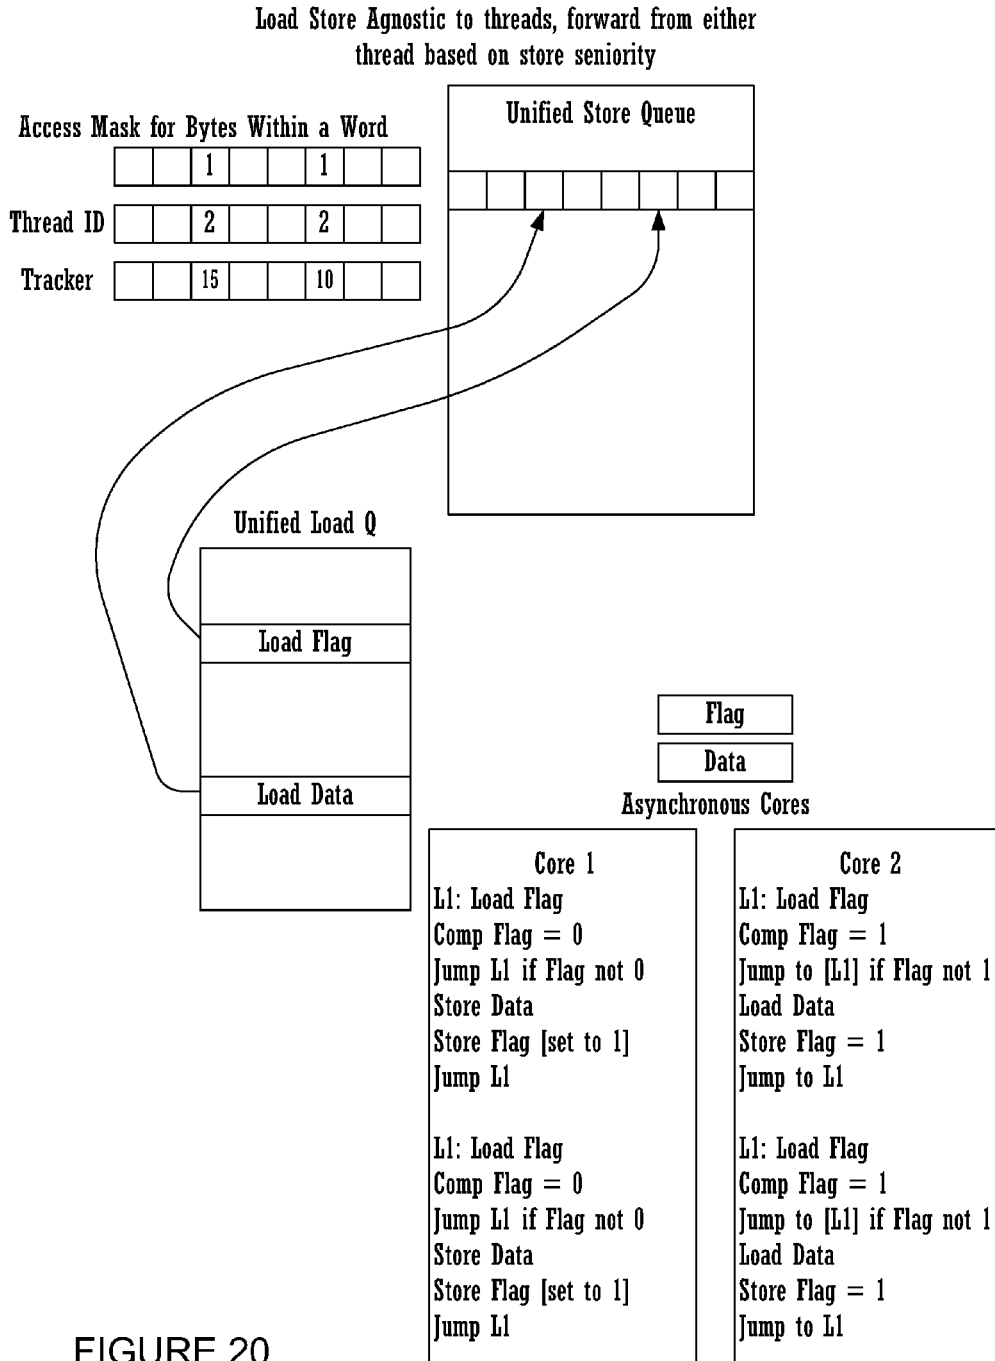 Load Store Agnostic to threads, forward from either
thread based on store seniority
Unified Store Queue
Access Mask for Bytes Within a Word
1 1
Thread ID 2 2
Tracker 15 10
Unified Load Q
Load Flag
Load Data
Flag
Data
Asynchronous Cores
Core 1
L1: Load Flag
Comp Flag = 0
Jump L1 if Flag not 0
Store Data
Store Flag [set to 1]
Jump L1
L1: Load Flag
Comp Flag = 0
Jump L1 if Flag not 0
Store Data
Store Flag [set to 1]
Jump L1
Core 2
L1: Load Flag
Comp Flag = 1
Jump to [L1] if Flag not 1
Load Data
Store Flag = 1
Jump to L1
L1: Load Flag
Comp Flag = 1
Jump to [L1] if Flag not 1
Load Data
Store Flag = 1
Jump to L1
FIGURE 20